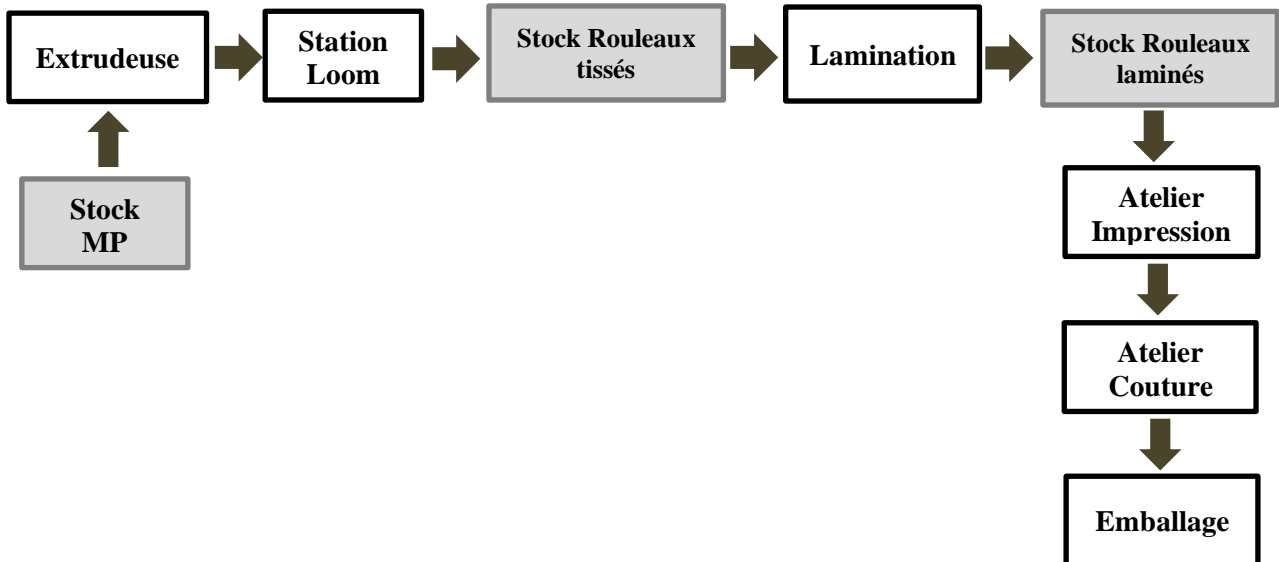 Extrudeuse
Station
Loom
Stock Rouleaux
tissés
Lamination
Stock Rouleaux
laminés
Stock
MP
Atelier
Impression
Atelier
Couture
Emballage